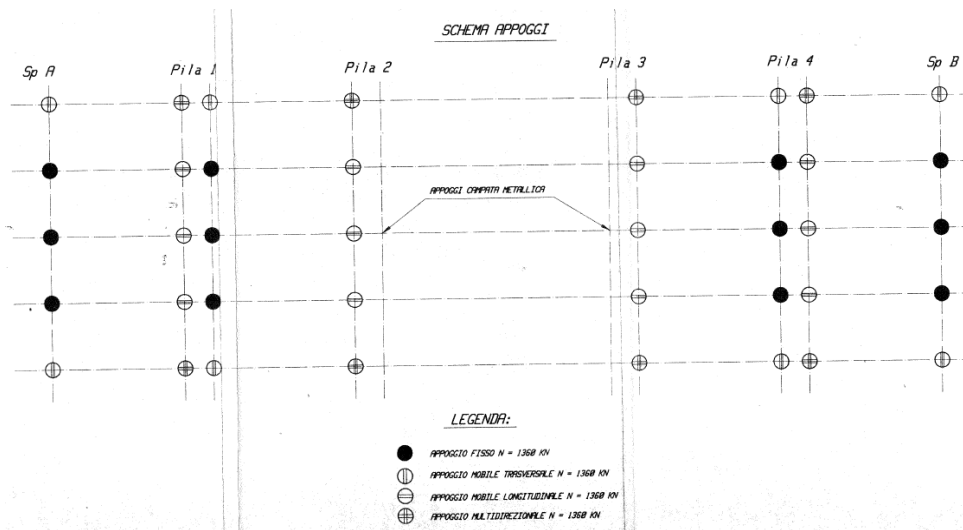 SCHEMA APPOGGI
Sp A
Pila 1
Pila 2
Pila 3
Pila 4
Sp B
APPOGGI CAMPATA METALLICA
LEGENDA:
APPOGGIO FISSO N = 1360 KN
APPOGGIO MOBILE TRASVERSALE N = 1360 KN
APPOGGIO MOBILE LONGITUDINALE N = 1360 KN
APPOGGIO MULTIDIREZIONALE N = 1360 KN